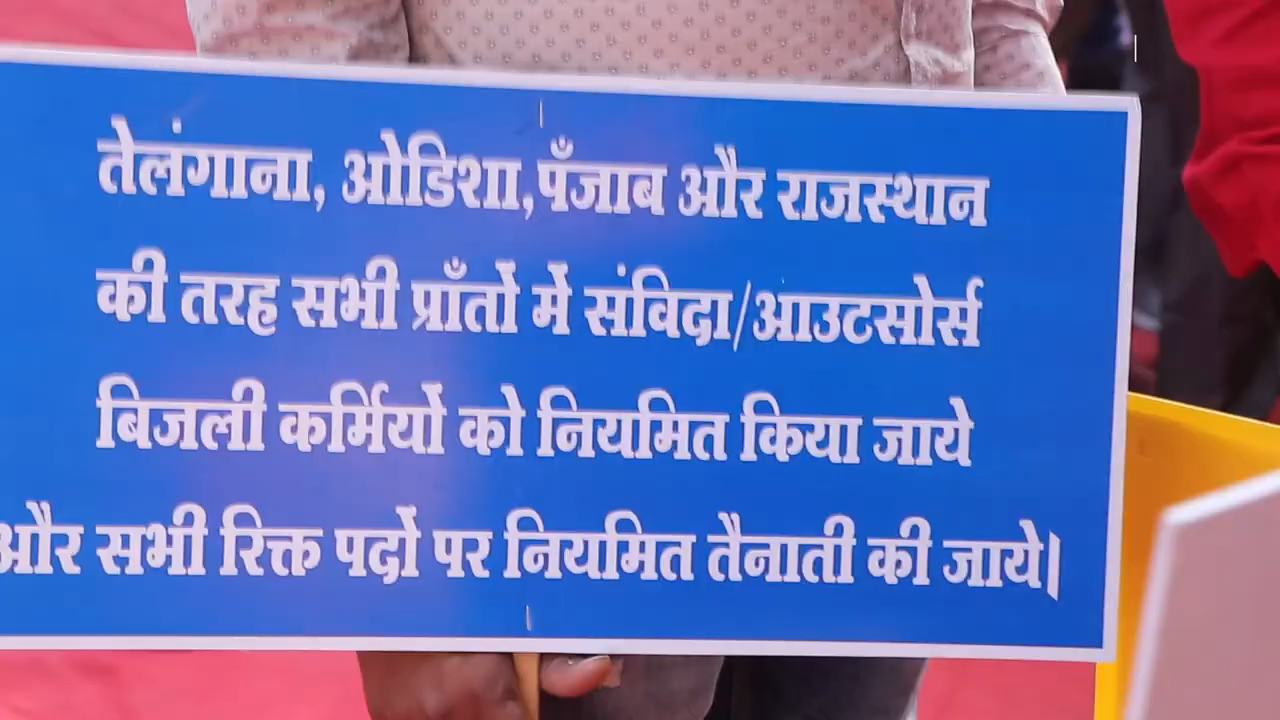 तेलंगाना, ओडिशा,पँजाब और राजस्थान
की तरह सभी प्राँतों में संविदा/आउटसोर्स
बिजली कर्मियों को नियमित किया जाये
और सभी रिक्त पदों पर नियमित तैनाती की जाये|